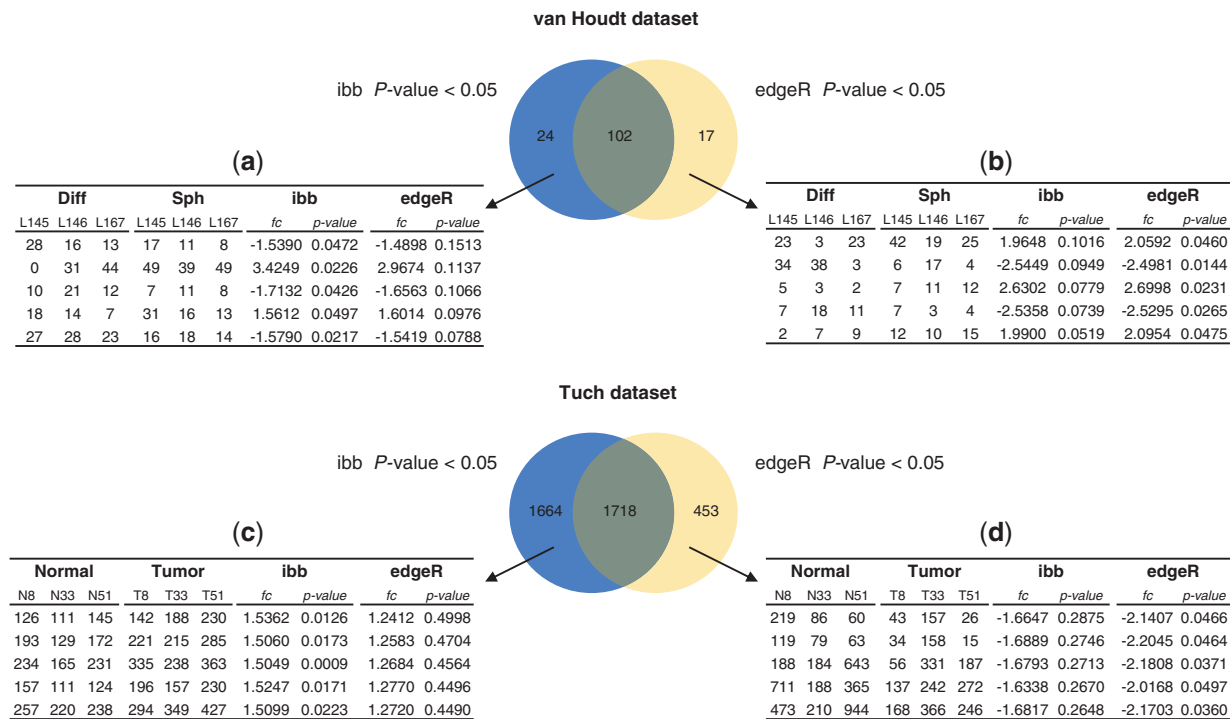 van Houdt dataset
ibb P-value < 0.05
edgeR P-value < 0.05
24 102 17
(a)
Diff Sph ibb edgeR
L145 L146 L167 L145 L146 L167 fc p-value fc p-value
28 16 13 17 11 8 -1.5390 0.0472 -1.4898 0.1513
0 31 44 49 39 49 3.4249 0.0226 2.9674 0.1137
10 21 12 7 11 8 -1.7132 0.0426 -1.6563 0.1066
18 14 7 31 16 13 1.5612 0.0497 1.6014 0.0976
27 28 23 16 18 14 -1.5790 0.0217 -1.5419 0.0788
(b)
Diff Sph ibb edgeR
L145 L146 L167 L145 L146 L167 fc p-value fc p-value
23 3 23 42 19 25 1.9648 0.1016 2.0592 0.0460
34 38 3 6 17 4 -2.5449 0.0949 -2.4981 0.0144
5 3 2 7 11 12 2.6302 0.0779 2.6998 0.0231
7 18 11 7 3 4 -2.5358 0.0739 -2.5295 0.0265
2 7 9 12 10 15 1.9900 0.0519 2.0954 0.0475
Tuch dataset
ibb P-value < 0.05
edgeR P-value < 0.05
1664 1718 453
(c)
Normal Tumor ibb edgeR
N8 N33 N51 T8 T33 T51 fc p-value fc p-value
126 111 145 142 188 230 1.5362 0.0126 1.2412 0.4998
193 129 172 221 215 285 1.5060 0.0173 1.2583 0.4704
234 165 231 335 238 363 1.5049 0.0009 1.2684 0.4564
157 111 124 196 157 230 1.5247 0.0171 1.2770 0.4496
257 220 238 294 349 427 1.5099 0.0223 1.2720 0.4490
(d)
Normal Tumor ibb edgeR
N8 N33 N51 T8 T33 T51 fc p-value fc p-value
219 86 60 43 157 26 -1.6647 0.2875 -2.1407 0.0466
119 79 63 34 158 15 -1.6889 0.2746 -2.2045 0.0464
188 184 643 56 331 187 -1.6793 0.2713 -2.1808 0.0371
711 188 365 137 242 272 -1.6338 0.2670 -2.0168 0.0497
473 210 944 168 366 246 -1.6817 0.2648 -2.1703 0.0360